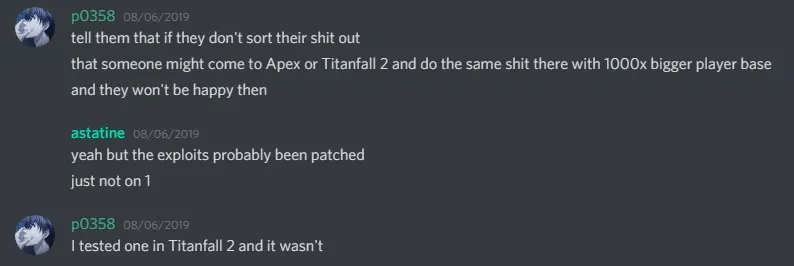 p0358 08/06/2019
tell them that if they don't sort their shit out
that someone might come to Apex or Titanfall 2 and do the same shit there with 1000x bigger player base
and they won't be happy then
astatine 08/06/2019
yeah but the exploits probably been patched
just not on 1
p0358 08/06/2019
I tested one in Titanfall 2 and it wasn't